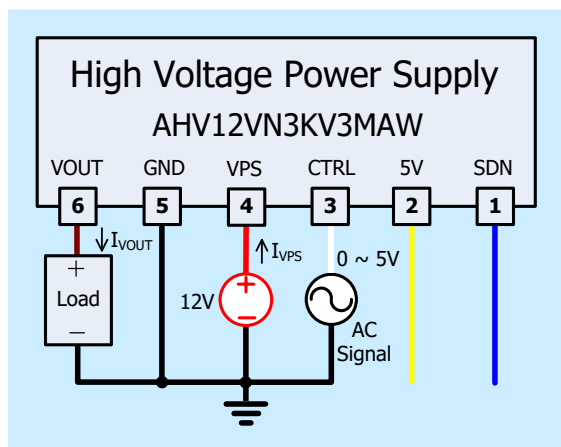 High Voltage Power Supply
AHV12VN3KV3MAW
VOUT GND VPS CTRL 5V SDN
6 5 4 3 2 1
IVOUT IVPS 0 ~ 5V
+ +
Load 12V
− −
AC
Signal